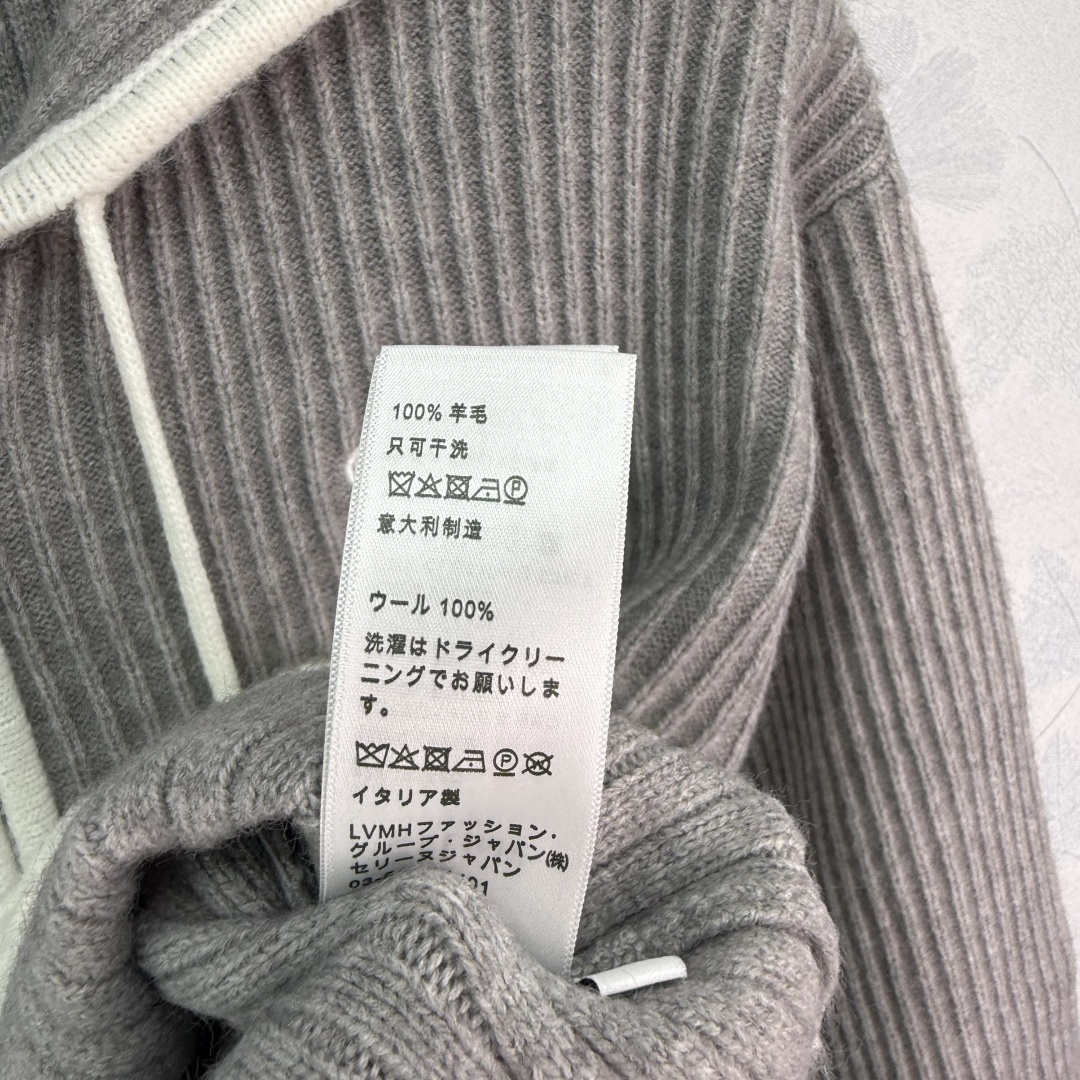 100% 羊毛
只可干洗
P
意大利制造
ウール 100%
洗濯はドライクリー
ニングでお願いしま
す。
P
イタリア製
LVMHファッション・
グループ・ジャパン(株)
セリーヌジャパン